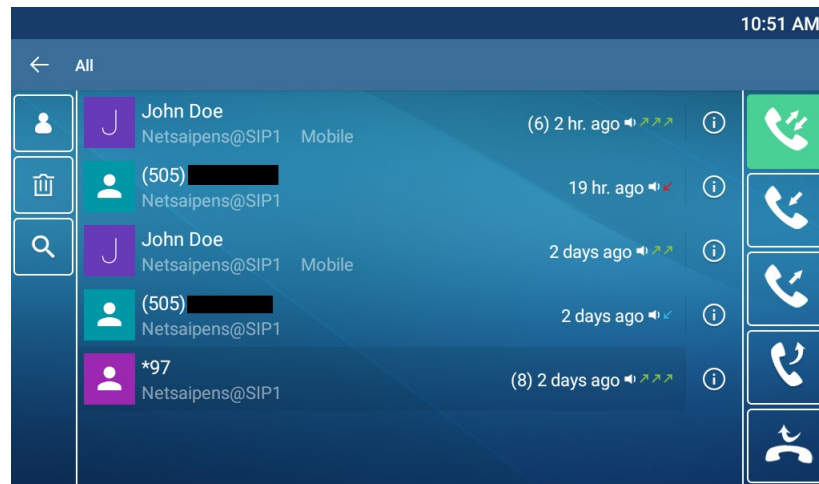 10:51 AM
All
J
John Doe
Netsaipens@SIP1 Mobile
(6) 2 hr. ago
(505)
Netsaipens@SIP1
19 hr. ago
J
John Doe
Netsaipens@SIP1 Mobile
2 days ago
(505)
Netsaipens@SIP1
2 days ago
*97
Netsaipens@SIP1
(8) 2 days ago